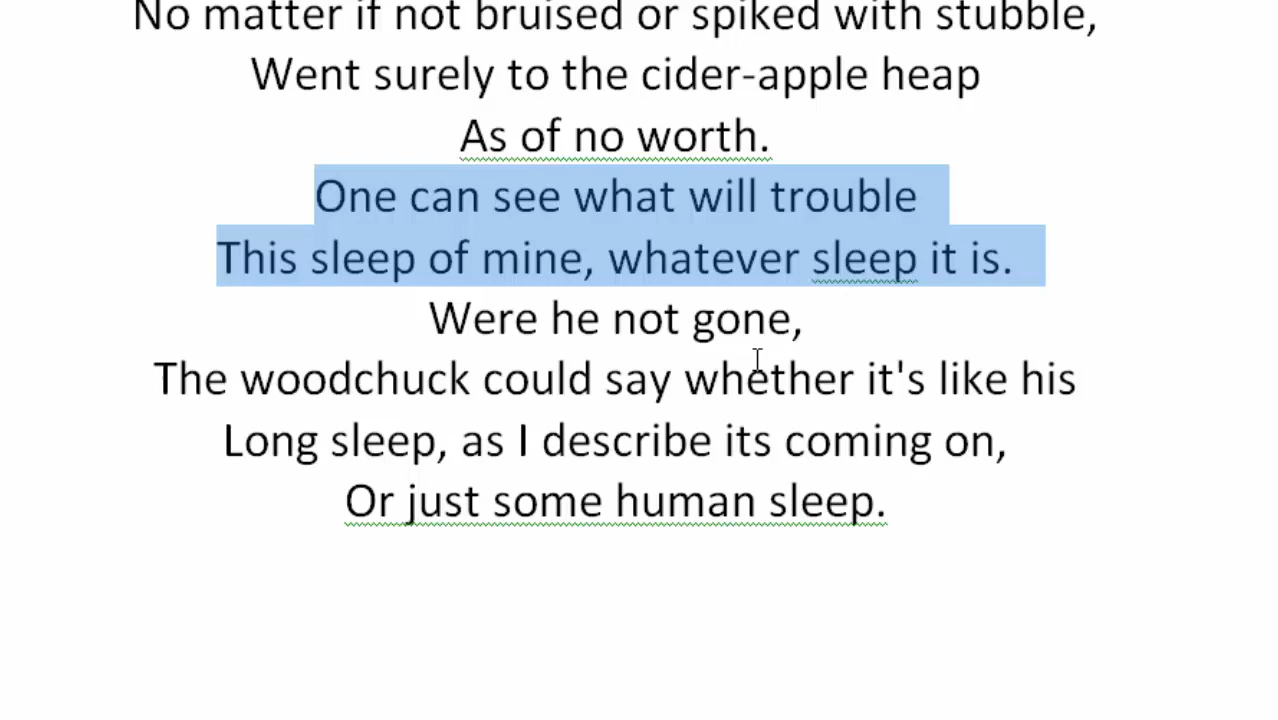 No matter if not bruised or spiked with stubble,
Went surely to the cider-apple heap
As of no worth.
One can see what will trouble
This sleep of mine, whatever sleep it is.
Were he not gone,
The woodchuck could say whether it's like his
Long sleep, as I describe its coming on,
Or just some human sleep.